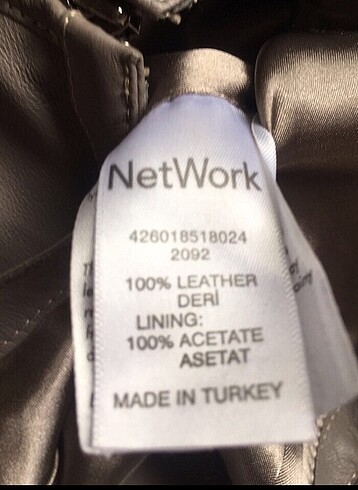 NetWork
426018518024
2092
100% LEATHER
DERİ
LINING:
100% ACETATE
ASETAT
MADE IN TURKEY